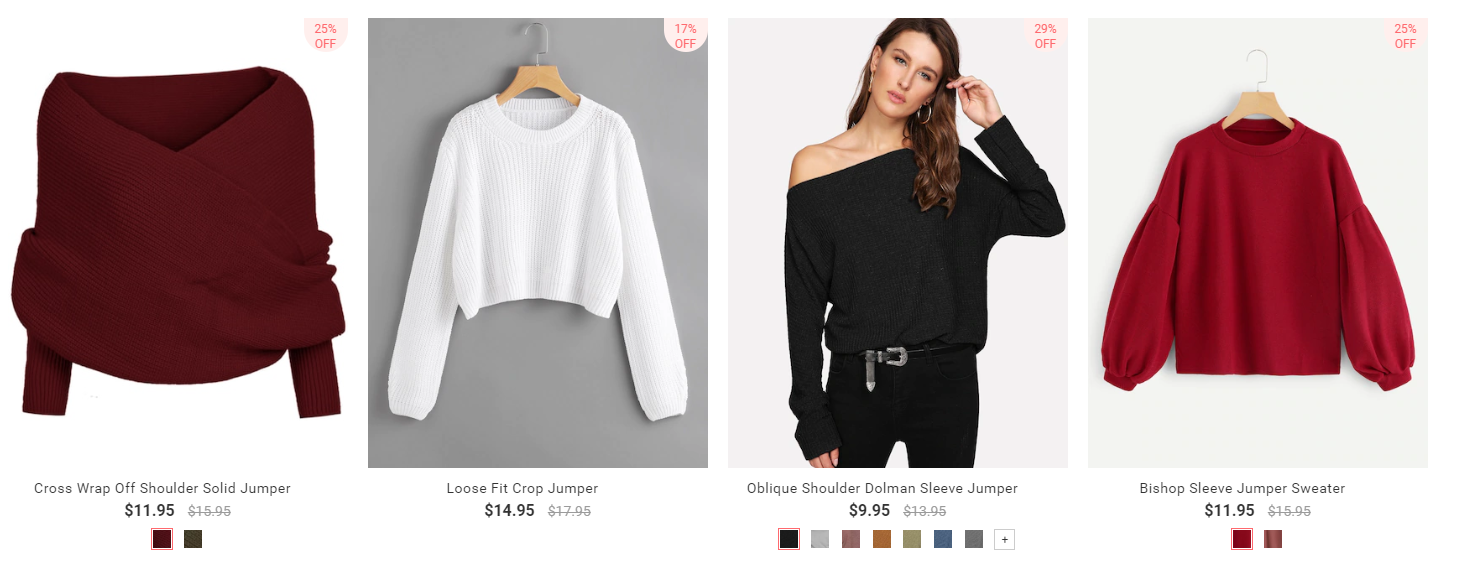 25%
OFF
17%
OFF
29%
OFF
25%
OFF
Cross Wrap Off Shoulder Solid Jumper
$11.95 $15.95
Loose Fit Crop Jumper
$14.95 $17.95
Oblique Shoulder Dolman Sleeve Jumper
$9.95 $13.95
+
Bishop Sleeve Jumper Sweater
$11.95 $15.95